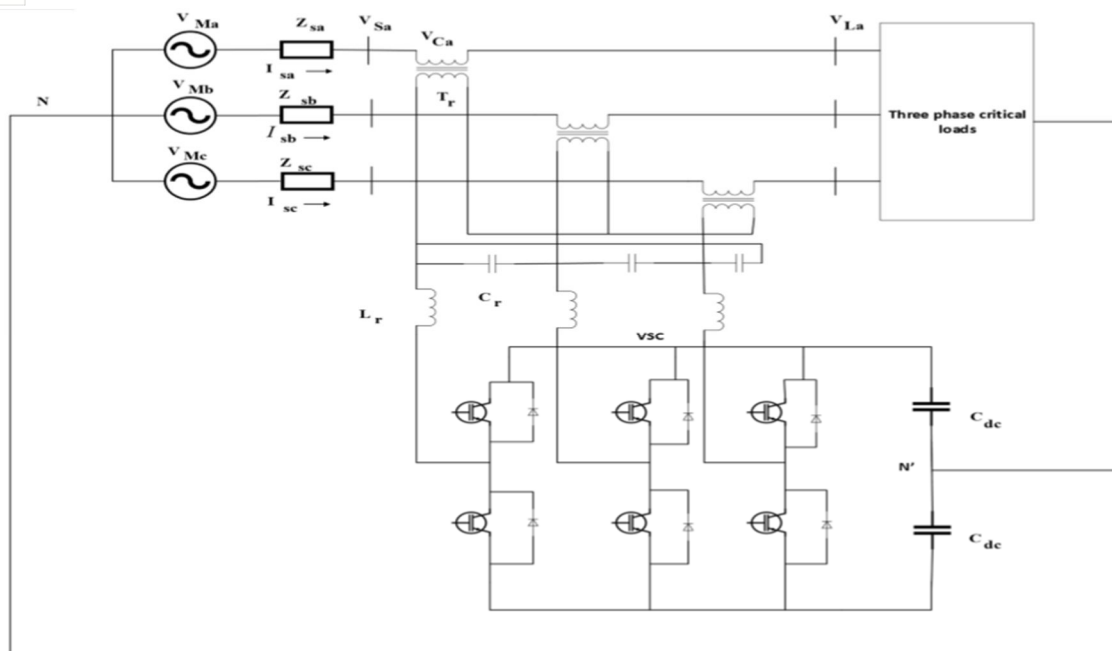 V Ma
Z sa
V Sa
V Ca
V La
I sa
V Mb
Z sb
N
T r
Three phase critical
loads
I sb
V Mc
Z sc
I sc
C r
L r
VSC
C dc
N'
C dc